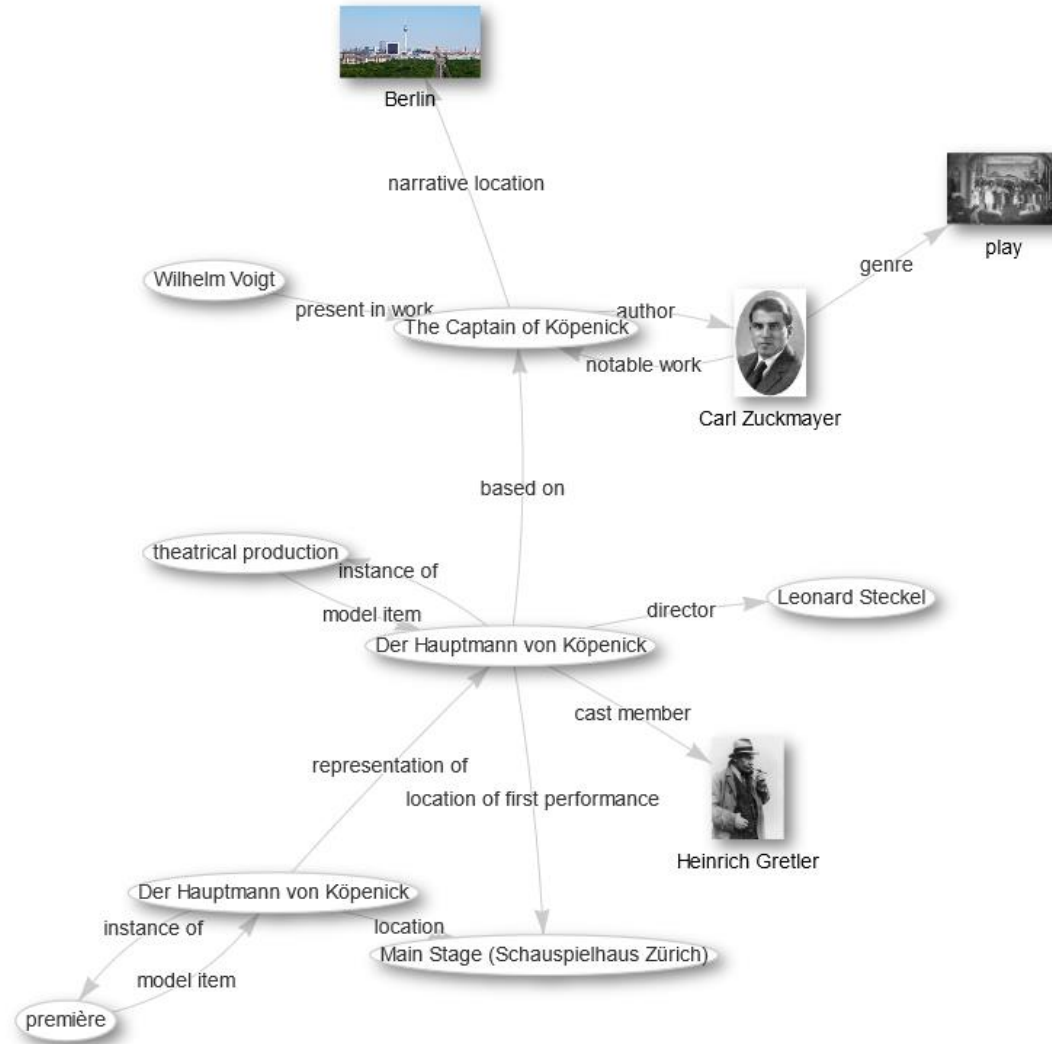 Berlin
narrative location
play
genre
Wilhelm Voigt
present in work
The Captain of Köpenick
author
notable work
Carl Zuckmayer
based on
theatrical production
instance of
model item
Leonard Steckel
director
Der Hauptmann von Köpenick
cast member
representation of
location of first performance
Heinrich Gretler
Der Hauptmann von Köpenick
instance of
location
Main Stage (Schauspielhaus Zürich)
model item
première